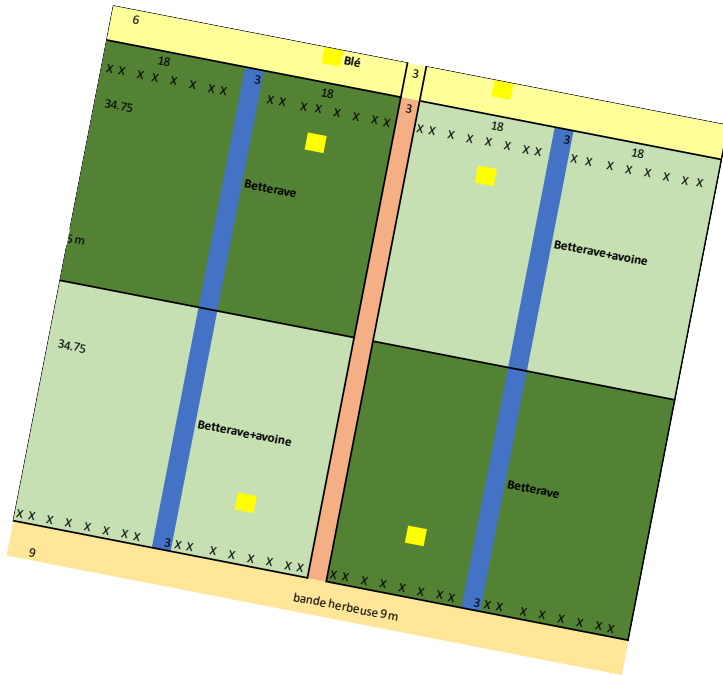 6
Blé
3
18
3
18
3
18
3
18
X X X X X X X X X
X X X X X X X X
X X X X X X X X
X X X X X X X X
34.75
Betterave
Betterave+avoine
5 m
34.75
Betterave+avoine
Betterave
X X X X X X X X X
3
X X X X X X X X
X X X X X X X X X
3
X X X X X X X X
9
bande herbeuse 9 m